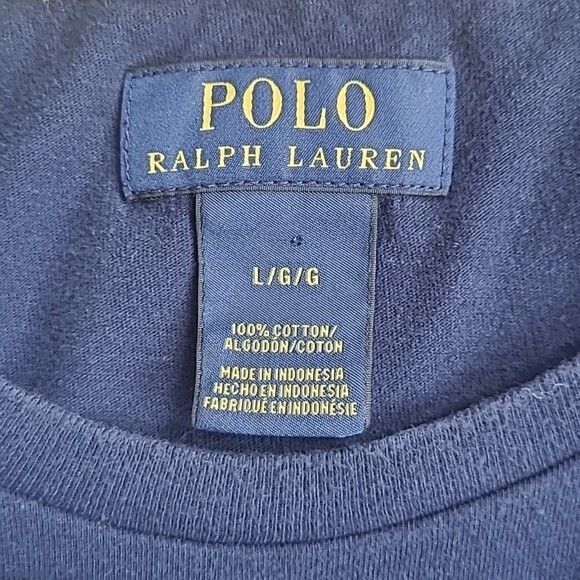 POLO
RALPH LAUREN
L/G/G
100% COTTON/
ALGODÓN/COTON
MADE IN INDONESIA
HECHO EN INDONESIA
FABRIQUÉ EN INDONÉSIE